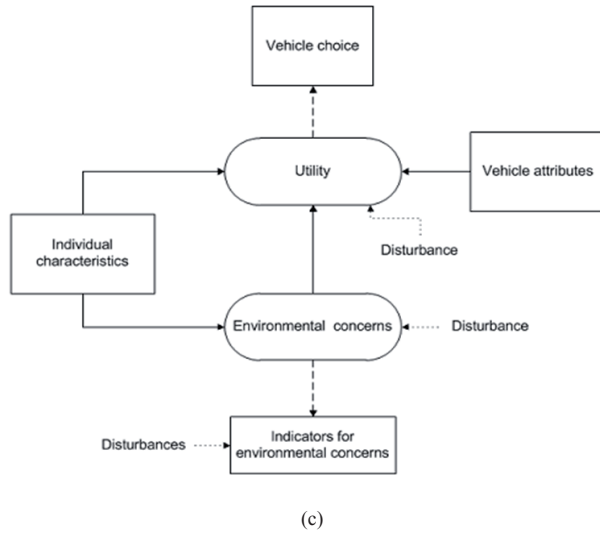 Vehicle choice
Utility
Vehicle attributes
Individual
characteristics
Disturbance
Environmental concerns
Disturbance
Disturbances
Indicators for
environmental concerns
(c)